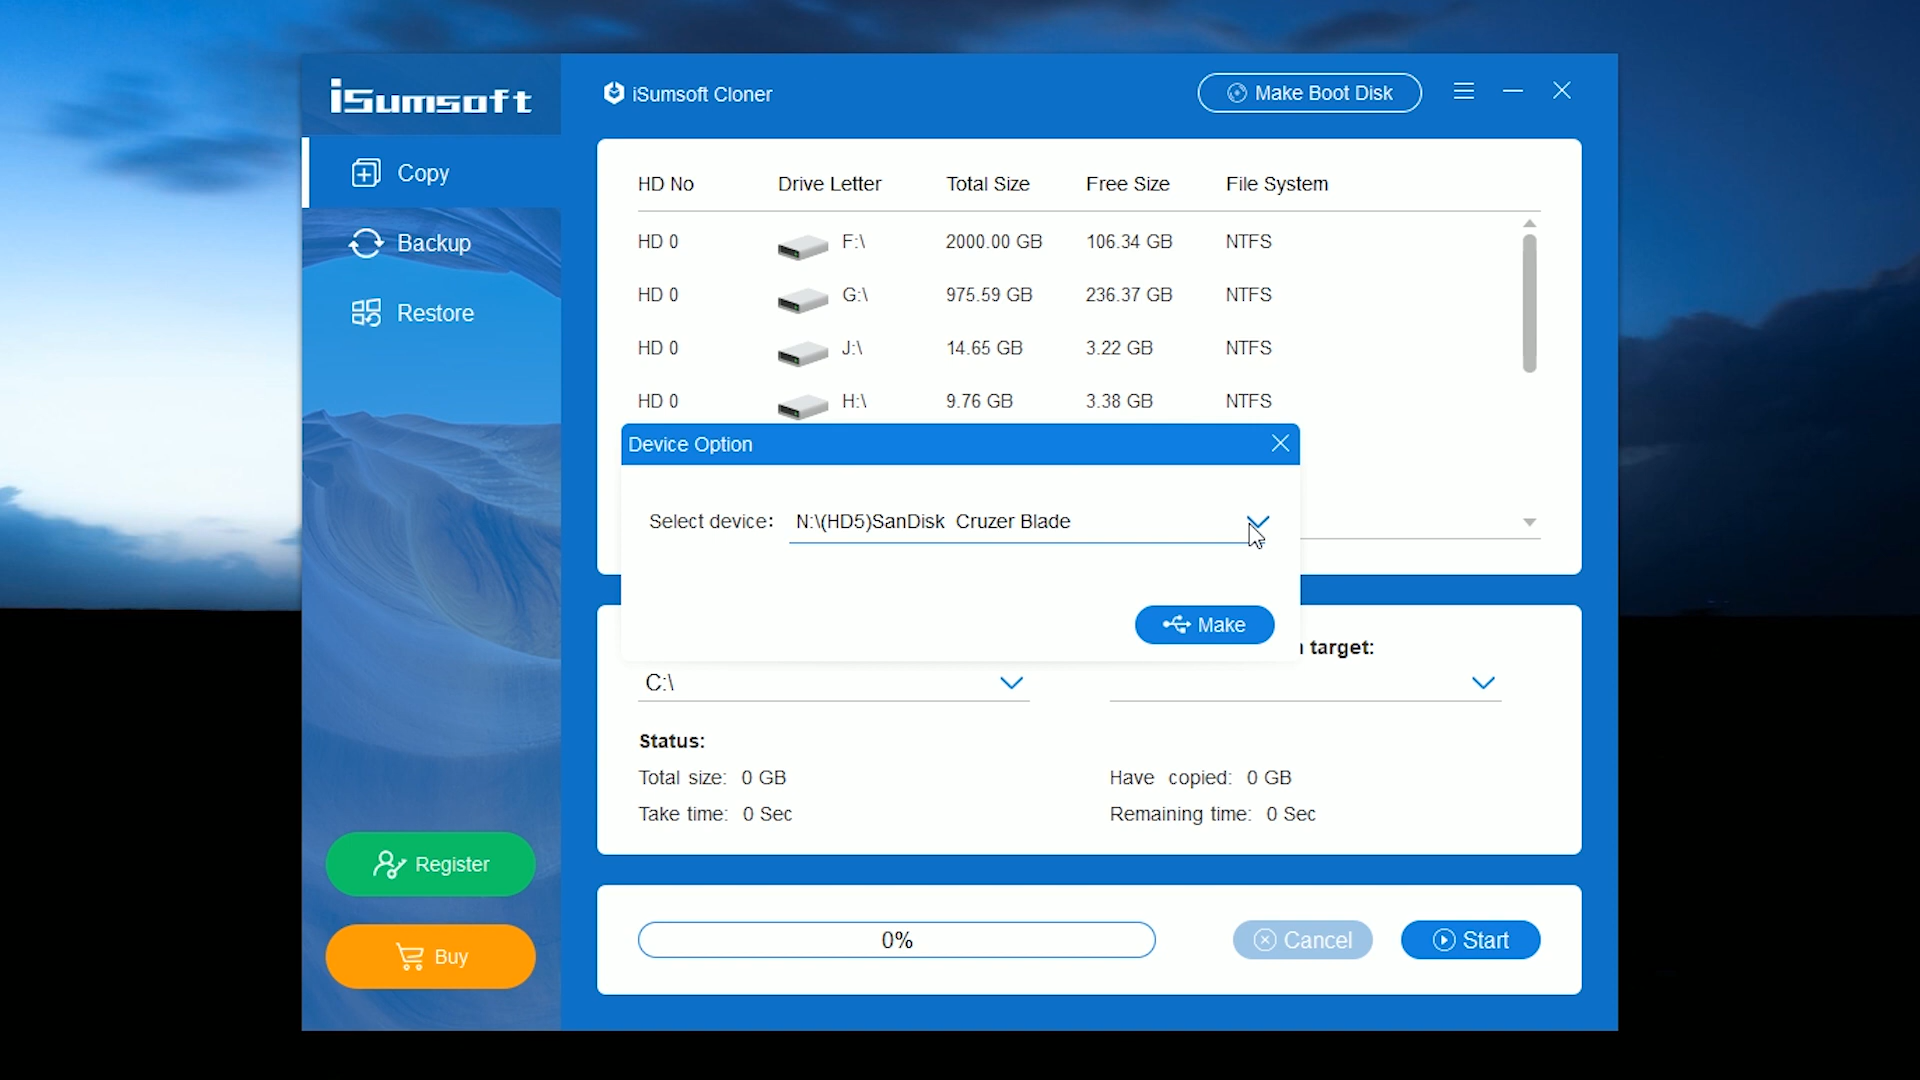 iSumsoft
iSumsoft Cloner
Make Boot Disk
Copy
Backup
Restore
HD No Drive Letter Total Size Free Size File System
HD 0 F:\ 2000.00 GB 106.34 GB NTFS
HD 0 G:\ 975.59 GB 236.37 GB NTFS
HD 0 J:\ 14.65 GB 3.22 GB NTFS
HD 0 H:\ 9.76 GB 3.38 GB NTFS
Device Option
Select device: N:\(HD5)SanDisk Cruzer Blade
Make
target:
C:\
Status:
Total size: 0 GB Have copied: 0 GB
Take time: 0 Sec Remaining time: 0 Sec
Register
Buy
0%
Cancel
Start